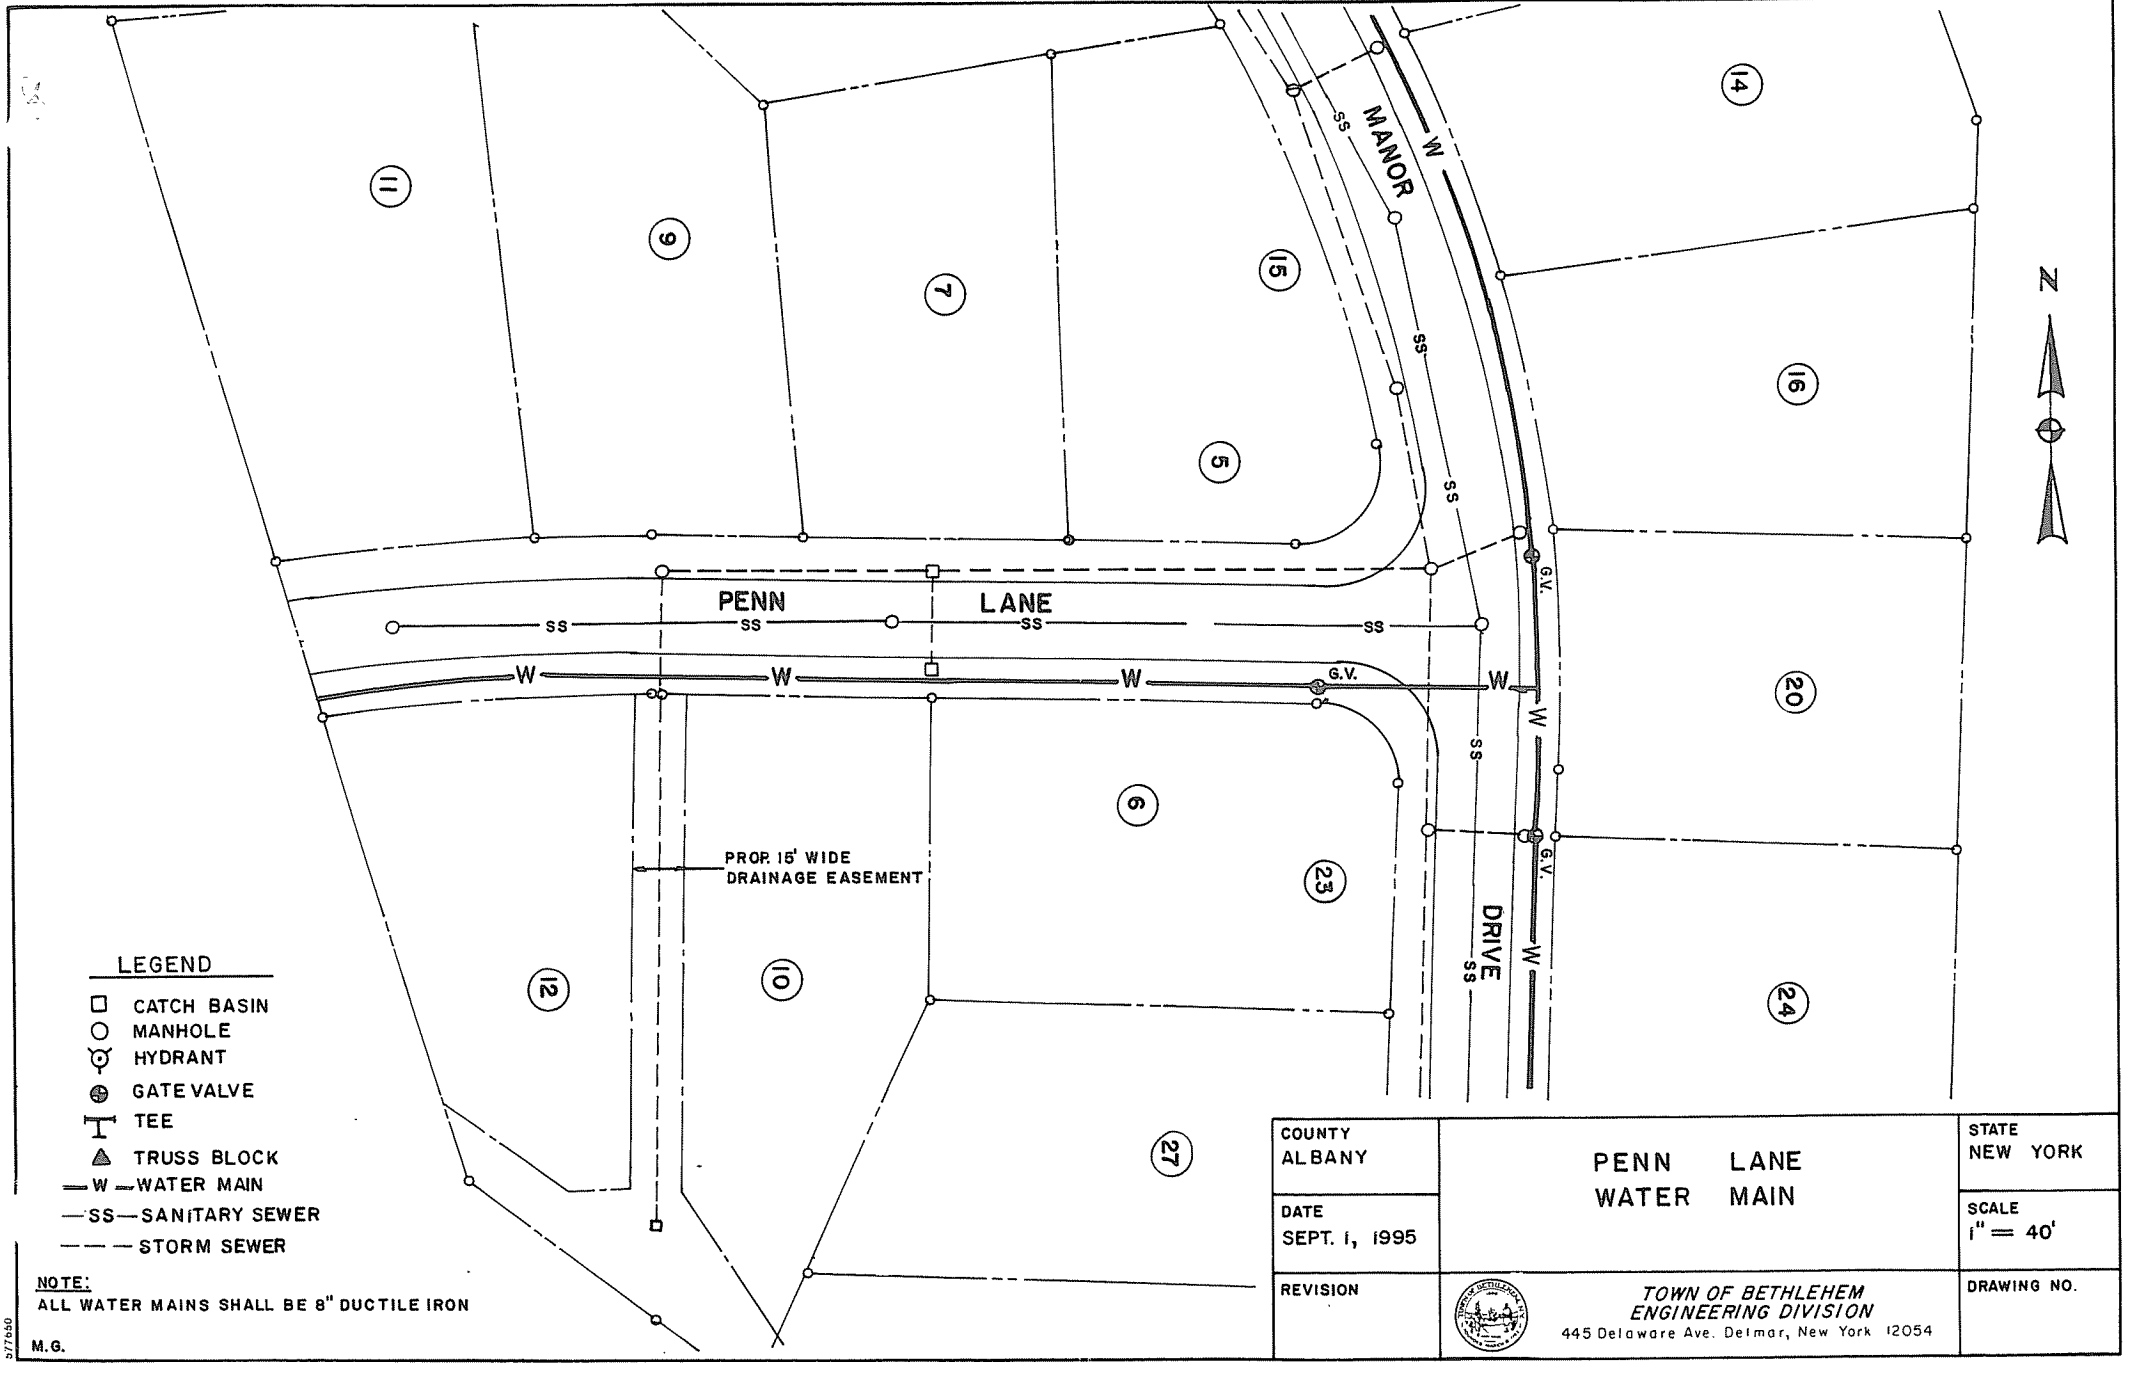 14
MANOR
W
SS
11
9
7
15
N
SS
16
5
SS
G.V.
PENN LANE
SS SS SS SS
W W W G.V. W
W
20
SS
6
PROP. 15' WIDE
DRAINAGE EASEMENT
23
G.V.
DRIVE
W
SS
12
10
24
27
LEGEND
CATCH BASIN
MANHOLE
HYDRANT
GATE VALVE
TEE
TRUSS BLOCK
W WATER MAIN
SS SANITARY SEWER
STORM SEWER
NOTE:
ALL WATER MAINS SHALL BE 8" DUCTILE IRON
M.G.
577650
COUNTY
ALBANY
DATE
SEPT. 1, 1995
REVISION
PENN LANE
WATER MAIN
TOWN OF BETHLEHEM
ENGINEERING DIVISION
445 Delaware Ave. Delmar, New York 12054
STATE
NEW YORK
SCALE
1" = 40'
DRAWING NO.